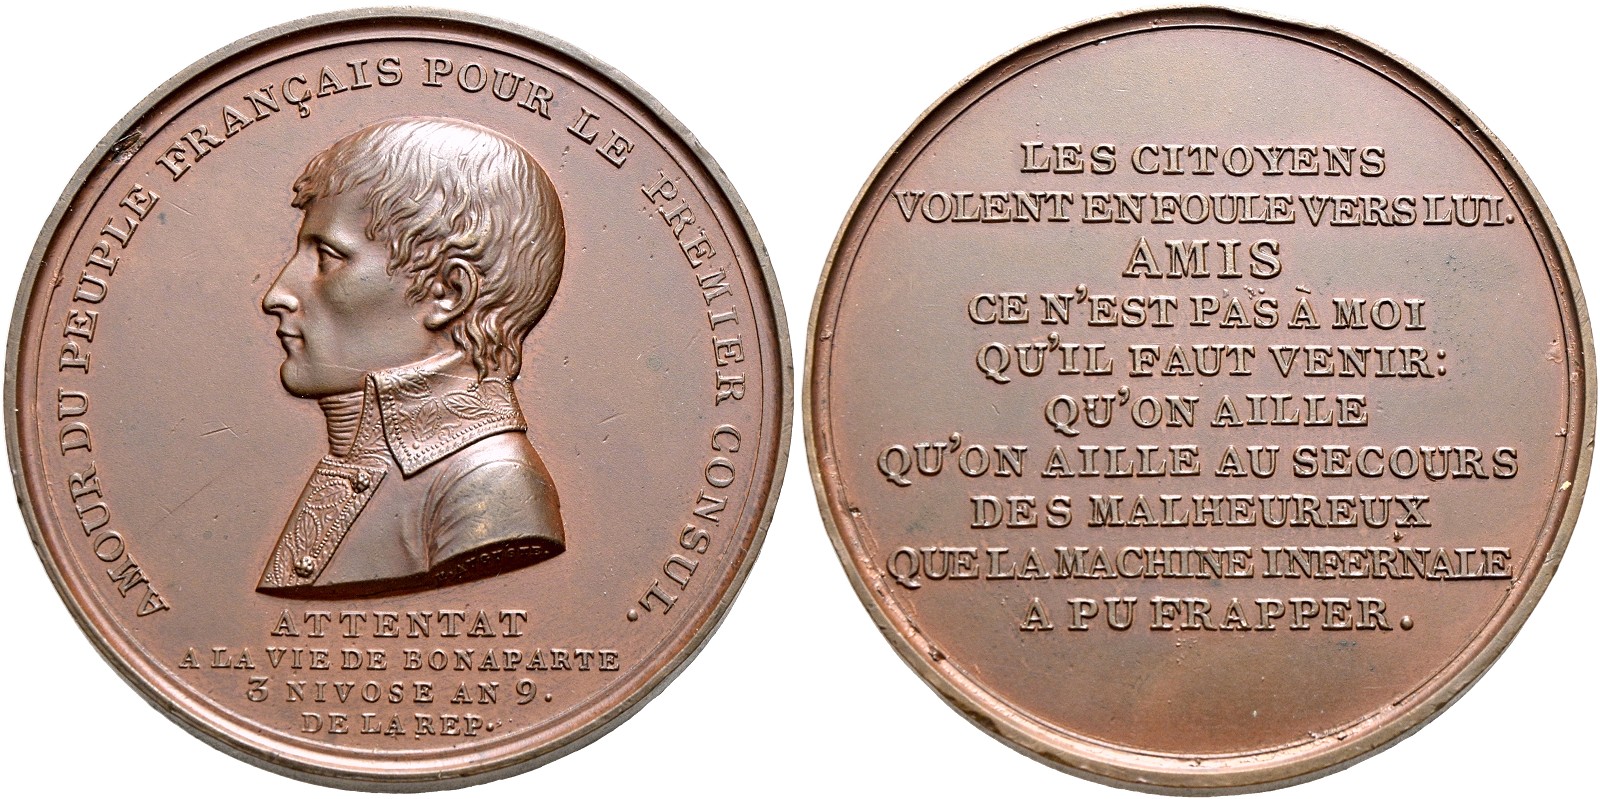 AMOUR DU PEUPLE FRANÇAIS POUR LE PREMIER CONSUL.
ATTENTAT
A LA VIE DE BONAPARTE
3 NIVOSE AN 9.
DE LA REP.
LES CITOYENS
VOLENT EN FOULE VERS LUI.
AMIS
CE N'EST PAS À MOI
QU'IL FAUT VENIR:
QU'ON AILLE
QU'ON AILLE AU SECOURS
DES MALHEUREUX
QUE LA MACHINE INFERNALE
A PU FRAPPER.